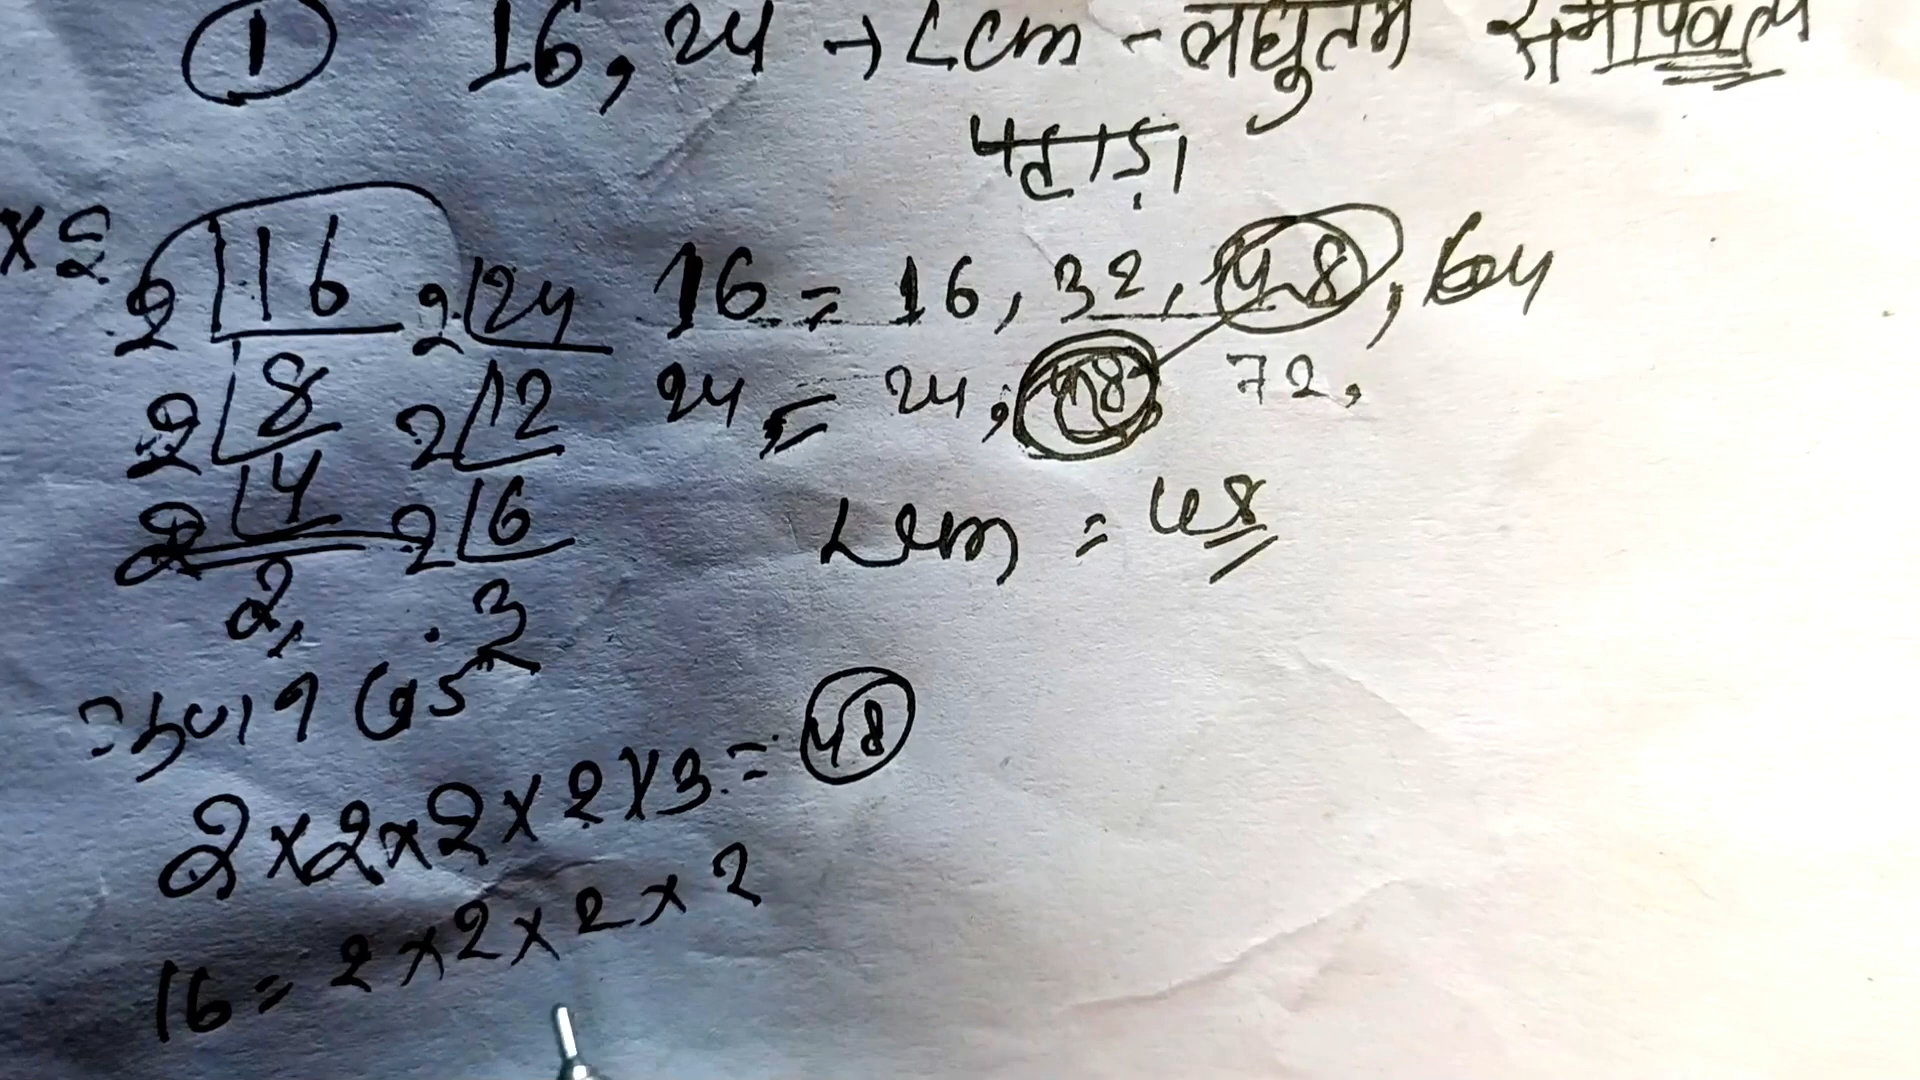 1 16, 24 → Lcm - लघुतम समापवत्य
पहाड़ा
×2
2 16 2 24 16 = 16, 32, 48, 64
2 8 2 12 24 = 24, 48, 72,
2 4 2 6 Lcm = 48
2, . 3
2 × 2 × 2 × 2 × 3 = 48
16 = 2 × 2 × 2 × 2